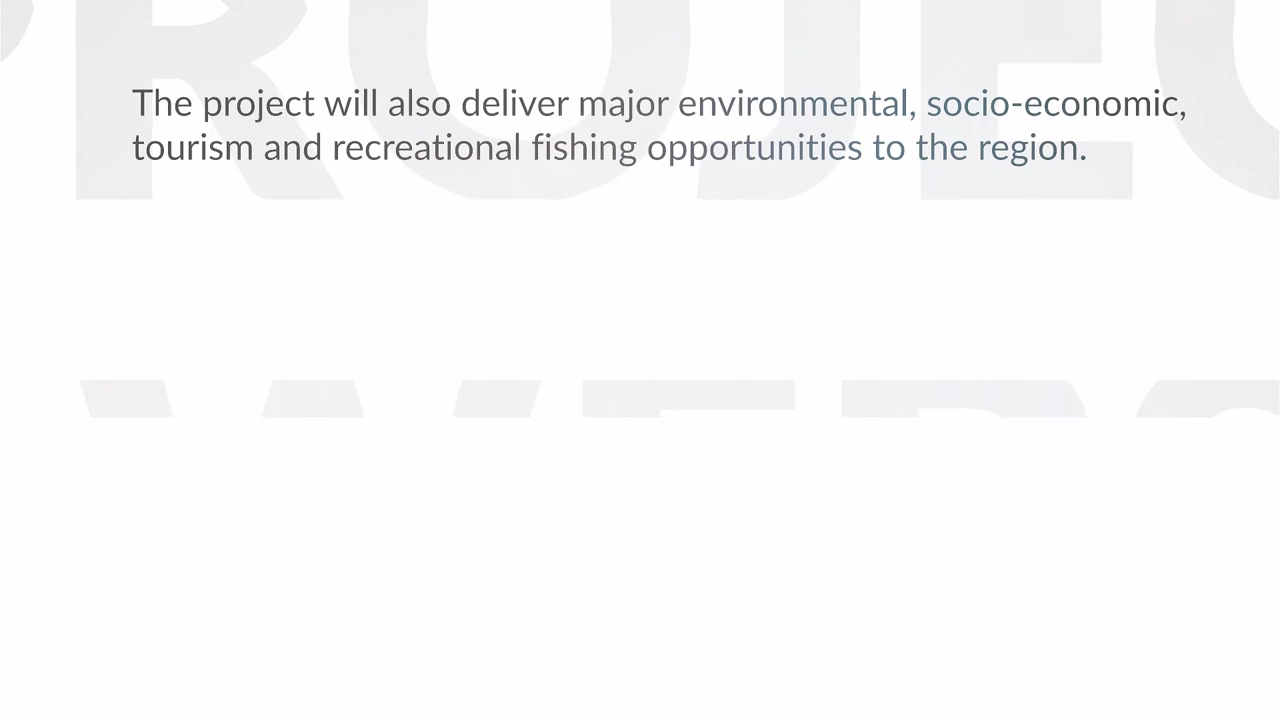 The project will also deliver major environmental, socio-economic,
tourism and recreational fishing opportunities to the region.